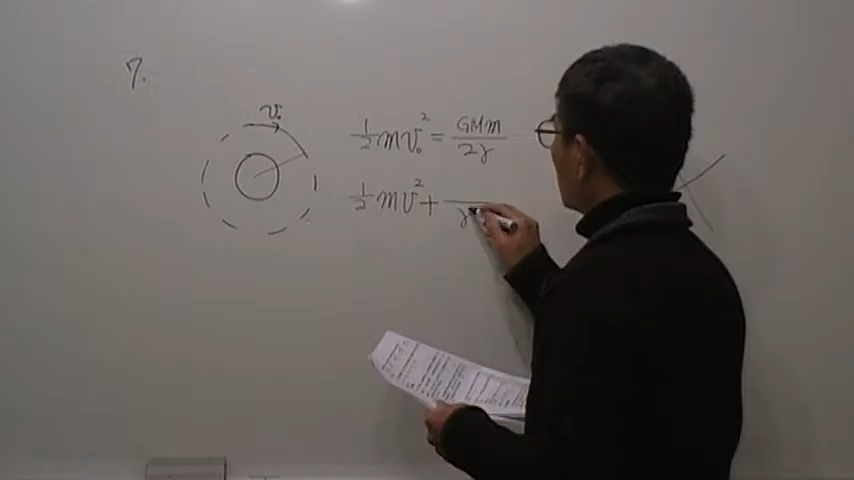 7.
v₀
½mv₀² = GMm/2r
½mv² + /r